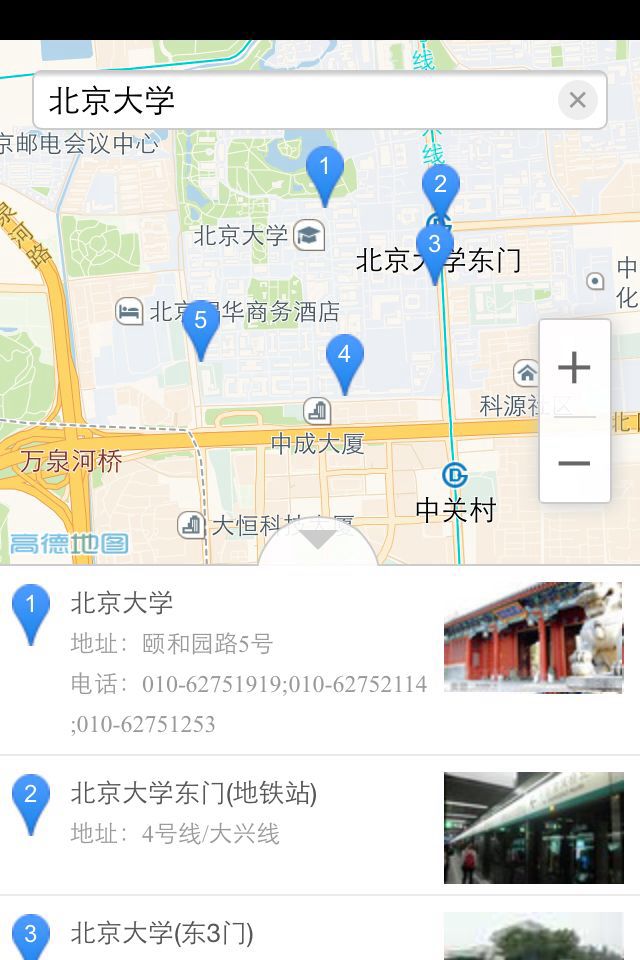 线
北京大学
京邮电会议中心
线
1
2
泉河路
北京大学
3
北京大学东门
中
化
5
华商务酒店
4
科源社区
北
中成大厦
万泉河桥
中关村
大恒科技大厦
高德地图
1
北京大学
地址：颐和园路5号
电话：010-62751919;010-62752114
;010-62751253
2
北京大学东门(地铁站)
地址：4号线/大兴线
3
北京大学(东3门)